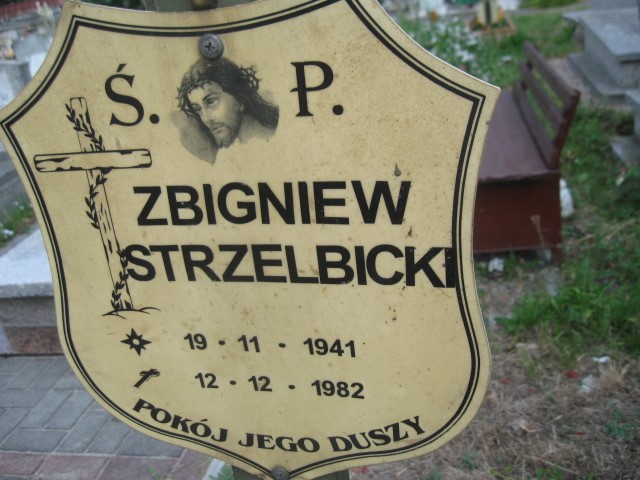 Ś. P.
ZBIGNIEW
STRZELBICKI
19 • 11 • 1941
12 • 12 • 1982
POKÓJ JEGO DUSZY